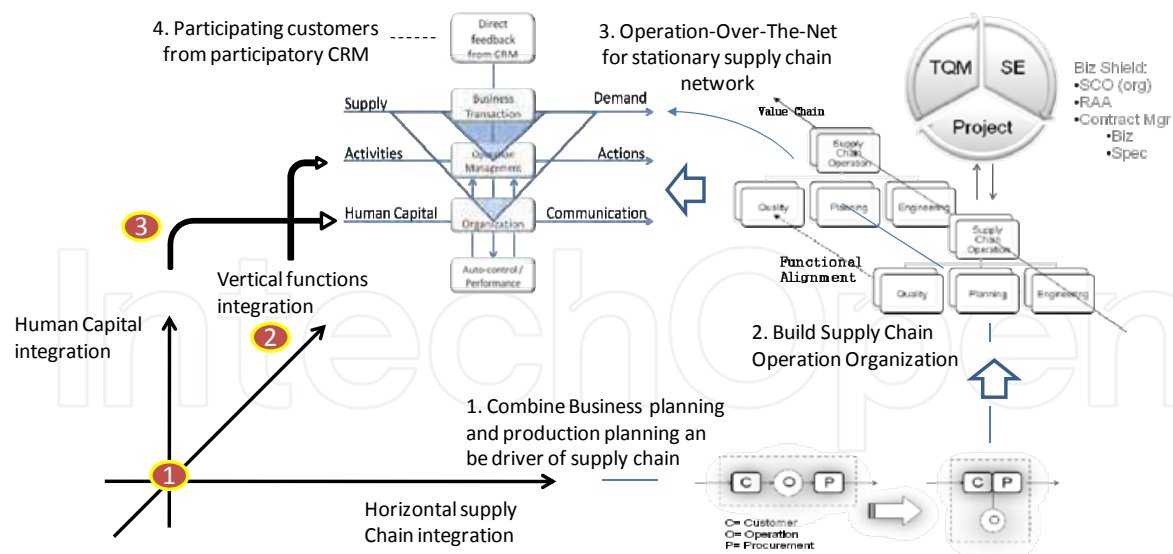 4. Participating customers
from participatory CRM
Direct
feedback
from CRM
3. Operation-Over-The-Net
for stationary supply chain
network
TQM
SE
Project
Biz Shield:
•SCO (org)
•RAA
•Contract Mgr
•Biz
•Spec
Supply
Business
Transaction
Demand
Value Chain
Activities
Operation
Management
Actions
Supply
Chain
Operation
Human Capital
Organization
Communication
Quality
Planning
Engineering
Supply
Chain
Operation
3
Auto-control /
Performance
Functional
Alignment
Quality
Planning
Engineering
Vertical functions
integration
Human Capital
integration
2
2. Build Supply Chain
Operation Organization
1. Combine Business planning
and production planning an
be driver of supply chain
1
C
O
P
C
P
O
Horizontal supply
Chain integration
C= Customer
O= Operation
P= Procurement
IntechOpen